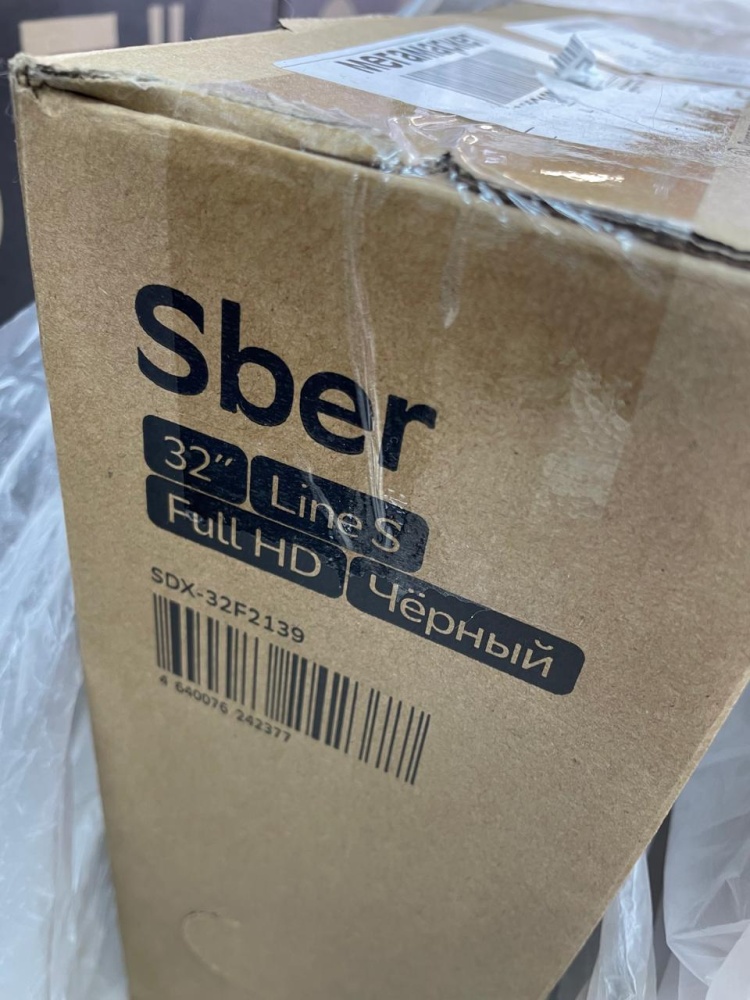 мегамаркет
Sber
32” Line S
Full HD Чёрный
SDX-32F2139
4 640076 242377